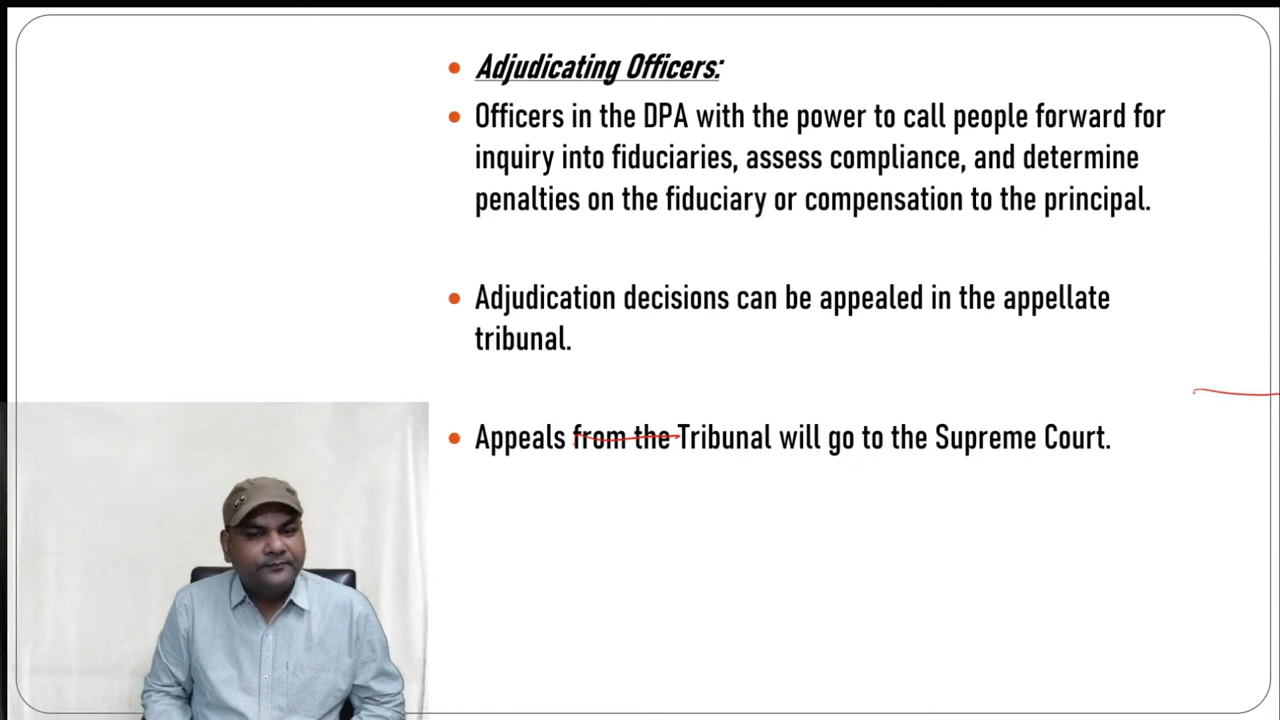 Adjudicating Officers:
Officers in the DPA with the power to call people forward for
inquiry into fiduciaries, assess compliance, and determine
penalties on the fiduciary or compensation to the principal.
Adjudication decisions can be appealed in the appellate
tribunal.
Appeals from the Tribunal will go to the Supreme Court.